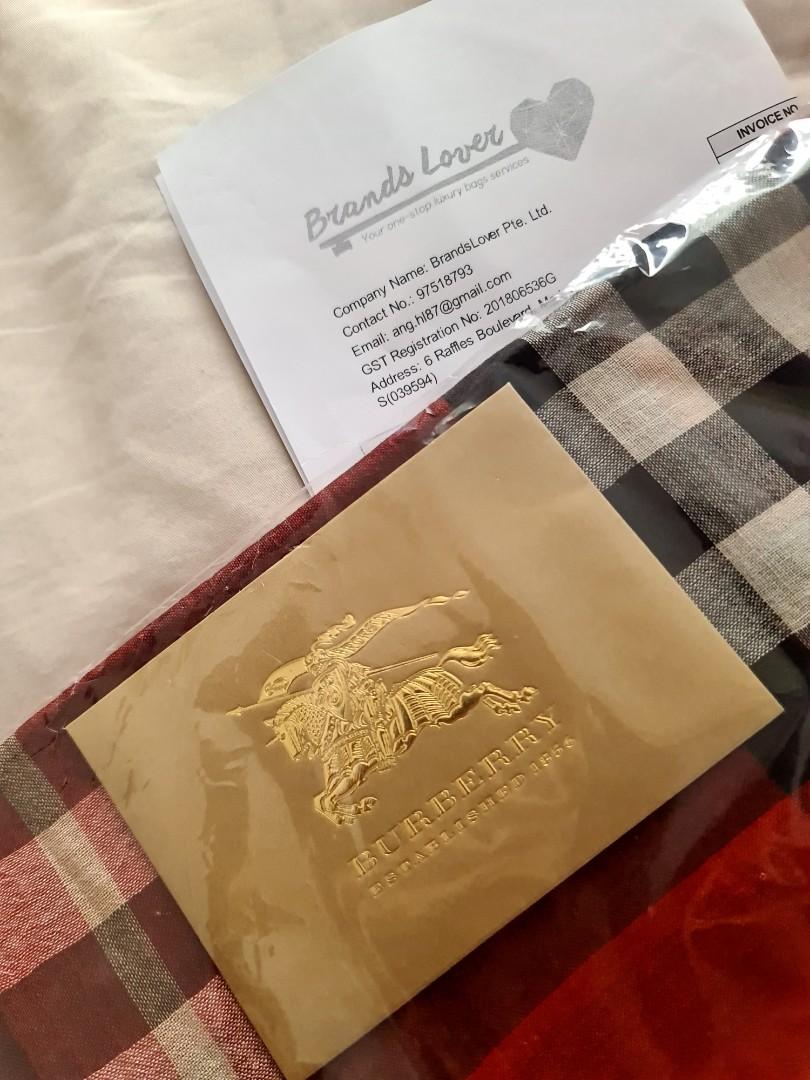 Brands Lover
Your one-stop luxury bags services
INVOICE NO
Company Name: BrandsLover Pte. Ltd.
Contact No.: 97518793
Email: ang.hl87@gmail.com
GST Registration No: 201806536G
Address: 6 Raffles Boulevard,
S(039594)
BURBERRY
ESTABLISHED 1856